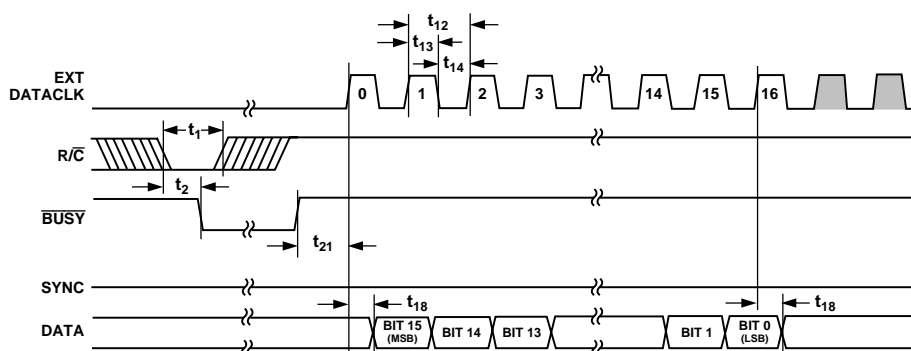 t12
t13
t14
EXT
DATACLK
0 1 2 3 14 15 16
t1
R/C̅
t2
B̅U̅S̅Y̅
t21
SYNC
t18 t18
DATA
BIT 15
(MSB)
BIT 14 BIT 13 BIT 1
BIT 0
(LSB)